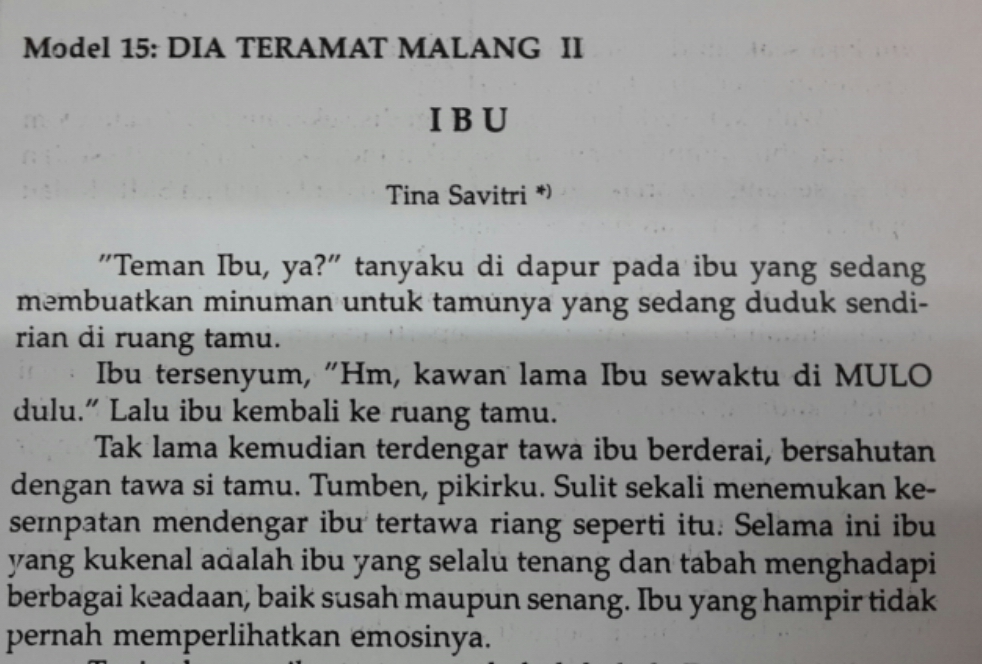 Model 15: DIA TERAMAT MALANG II
I B U
Tina Savitri *)
"Teman Ibu, ya?" tanyaku di dapur pada ibu yang sedang
membuatkan minuman untuk tamunya yang sedang duduk sendi-
rian di ruang tamu.
Ibu tersenyum, "Hm, kawan lama Ibu sewaktu di MULO
dulu." Lalu ibu kembali ke ruang tamu.
Tak lama kemudian terdengar tawa ibu berderai, bersahutan
dengan tawa si tamu. Tumben, pikirku. Sulit sekali menemukan ke-
sempatan mendengar ibu tertawa riang seperti itu. Selama ini ibu
yang kukenal adalah ibu yang selalu tenang dan tabah menghadapi
berbagai keadaan, baik susah maupun senang. Ibu yang hampir tidak
pernah memperlihatkan emosinya.